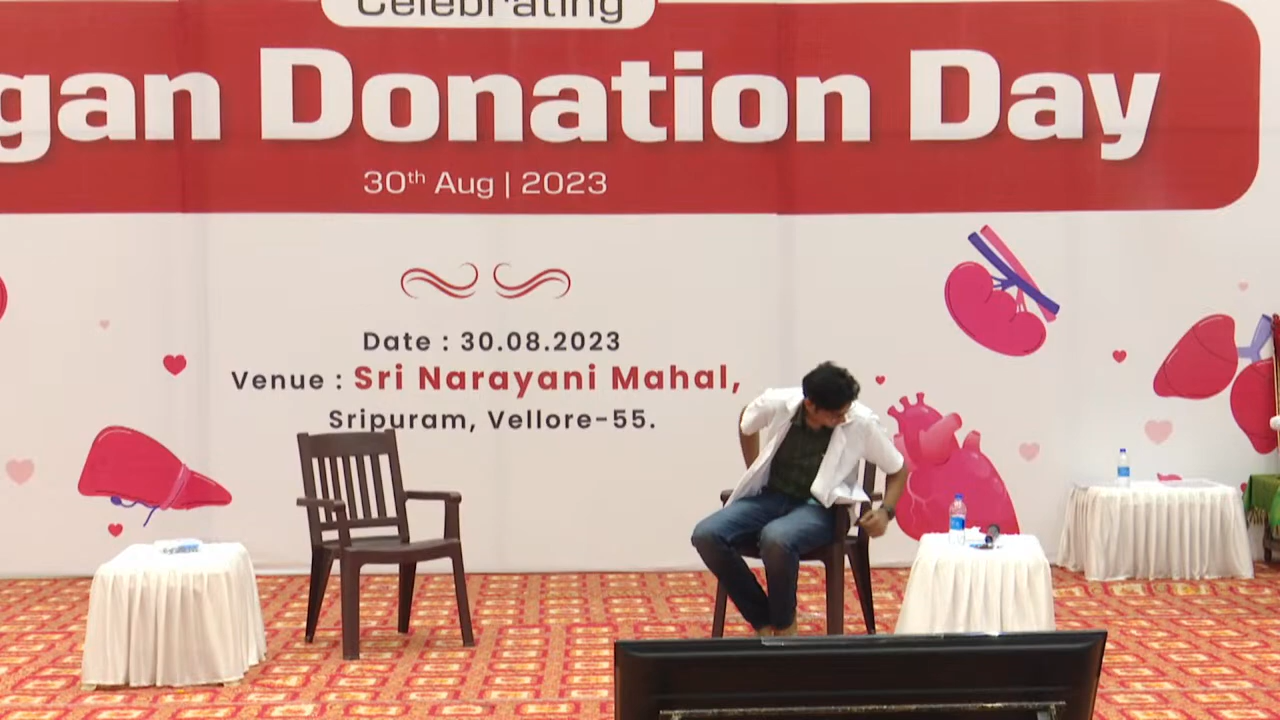 Celebrating
gan Donation Day
30th Aug | 2023
Date : 30.08.2023
Venue : Sri Narayani Mahal,
Sripuram, Vellore-55.